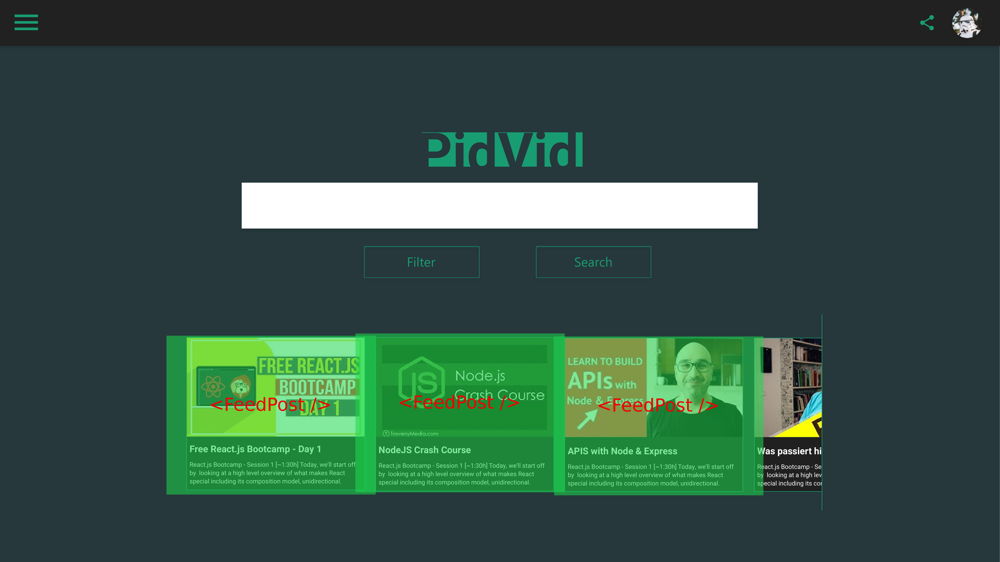 PidVid
Filter
Search
FREE REACT.JS
BOOTCAMP
DAY 1
<FeedPost />
Free React.js Bootcamp - Day 1
React.js Bootcamp - Session 1 [~1:30h] Today, we'll start off
by looking at a high level overview of what makes React
special including its composition model, unidirectional.
JS
Node.js
Crash Course
<FeedPost />
TraversyMedia.com
NodeJS Crash Course
React.js Bootcamp - Session 1 [~1:30h] Today, we'll start off
by looking at a high level overview of what makes React
special including its composition model, unidirectional.
LEARN TO BUILD
APIs with
Node & Express
<FeedPost />
APIS with Node & Express
React.js Bootcamp - Session 1 [~1:30h] Today, we'll start off
by looking at a high level overview of what makes React
special including its composition model, unidirectional.
Was passiert hi
React.js Bootcamp - Se
by looking at a high lev
special including its cor